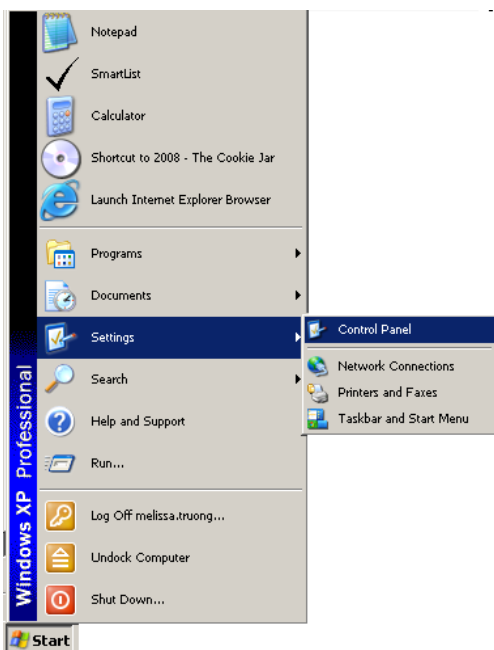 Notepad
SmartList
Calculator
Shortcut to 2008 - The Cookie Jar
Launch Internet Explorer Browser
Programs
Documents
Settings
Control Panel
Network Connections
Printers and Faxes
Taskbar and Start Menu
Search
Help and Support
Run...
Log Off melissa.truong...
Undock Computer
Shut Down...
Windows XP Professional
Start